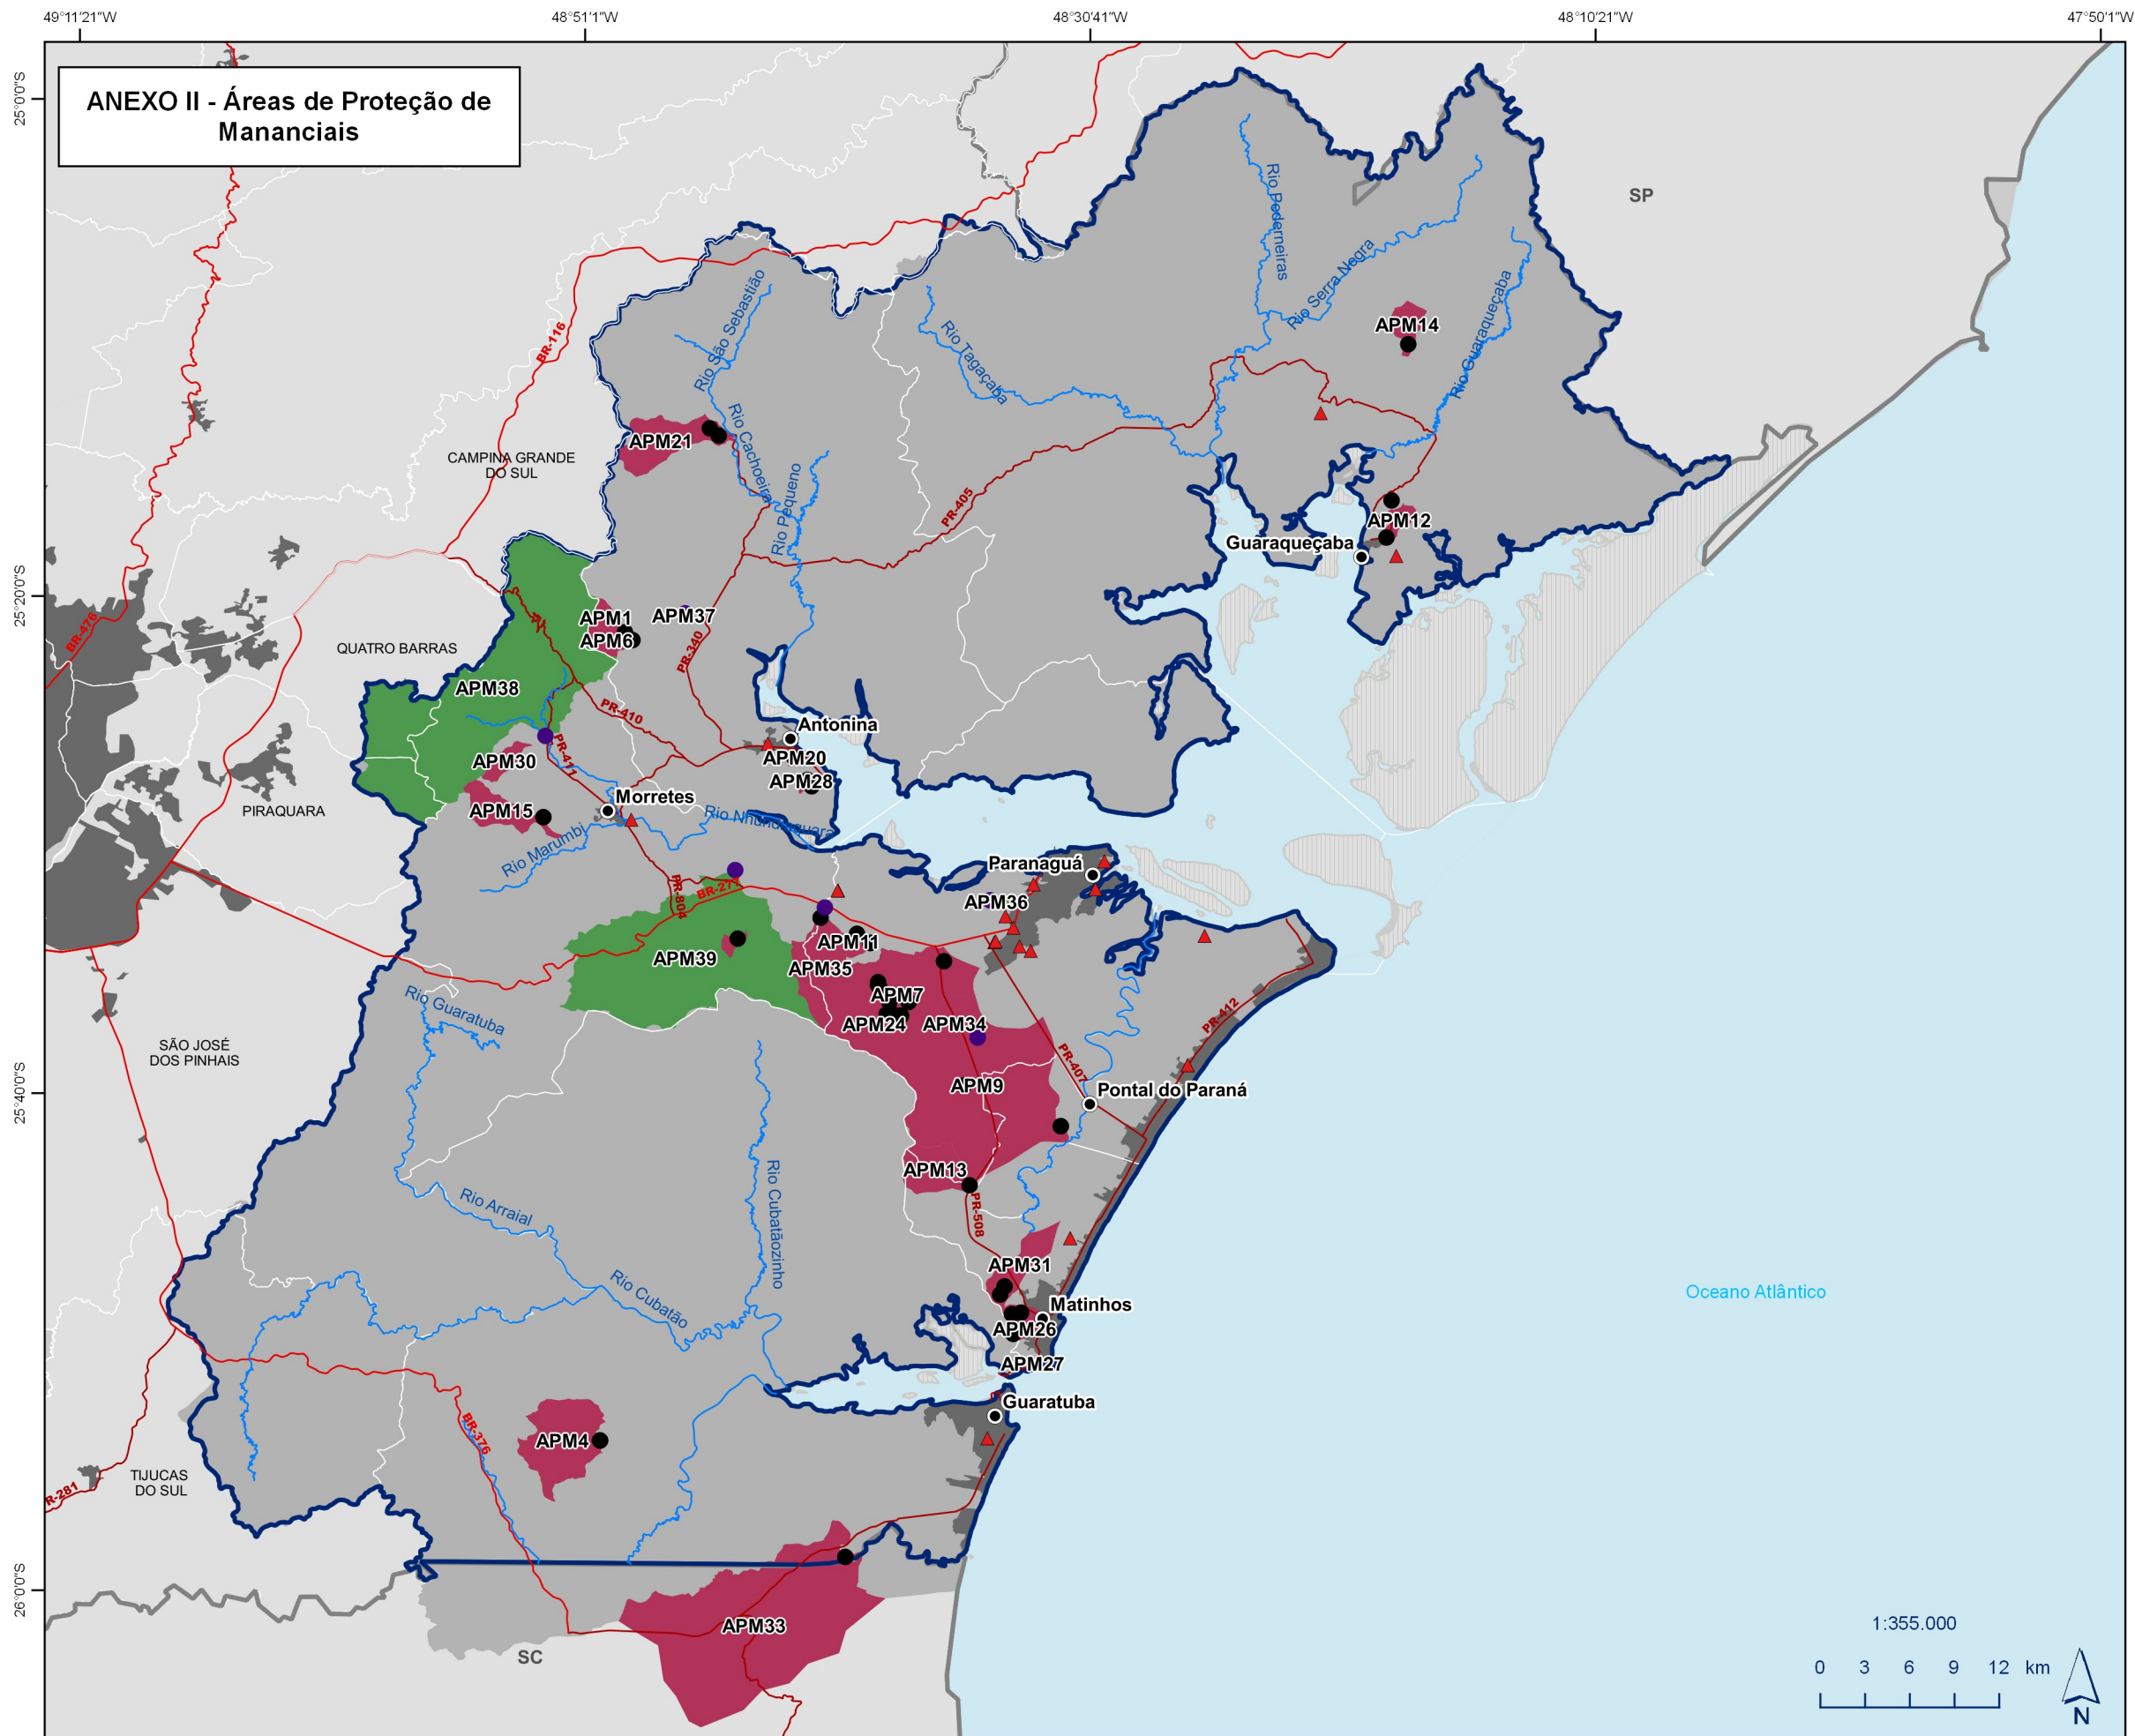 49°11'21"W
48°51'1"W
48°30'41"W
48°10'21"W
47°50'1"W
25°0'0"S
25°20'0"S
25°40'0"S
26°0'0"S
ANEXO II - Áreas de Proteção de
Mananciais
SP
Rio Pederneiras
Rio Serra Negra
Rio Guaraqueçaba
Rio Tagaçaba
Rio São Sebastião
Rio Cachoeira
Rio Pequeno
BR-116
APM14
APM21
CAMPINA GRANDE
DO SUL
PR-405
APM12
Guaraqueçaba
BR-476
QUATRO BARRAS
APM1
APM6
APM37
PR-340
APM38
PR-410
Antonina
APM20
APM28
APM30
PR-411
Morretes
APM15
PIRAQUARA
Rio Marumbi
Rio Nhundiaquara
Paranaguá
PR-804
BR-277
APM36
APM11
APM39
APM35
APM7
APM24
APM34
Rio Guaratuba
PR-412
PR-407
SÃO JOSÉ
DOS PINHAIS
APM9
Pontal do Paraná
APM13
PR-508
Rio Arraial
Rio Cubatãozinho
Rio Cubatão
APM31
Matinhos
APM26
APM27
Guaratuba
Oceano Atlântico
BR-376
APM4
TIJUCAS
DO SUL
R-281
APM33
SC
1:355.000
0 3 6 9 12 km
N